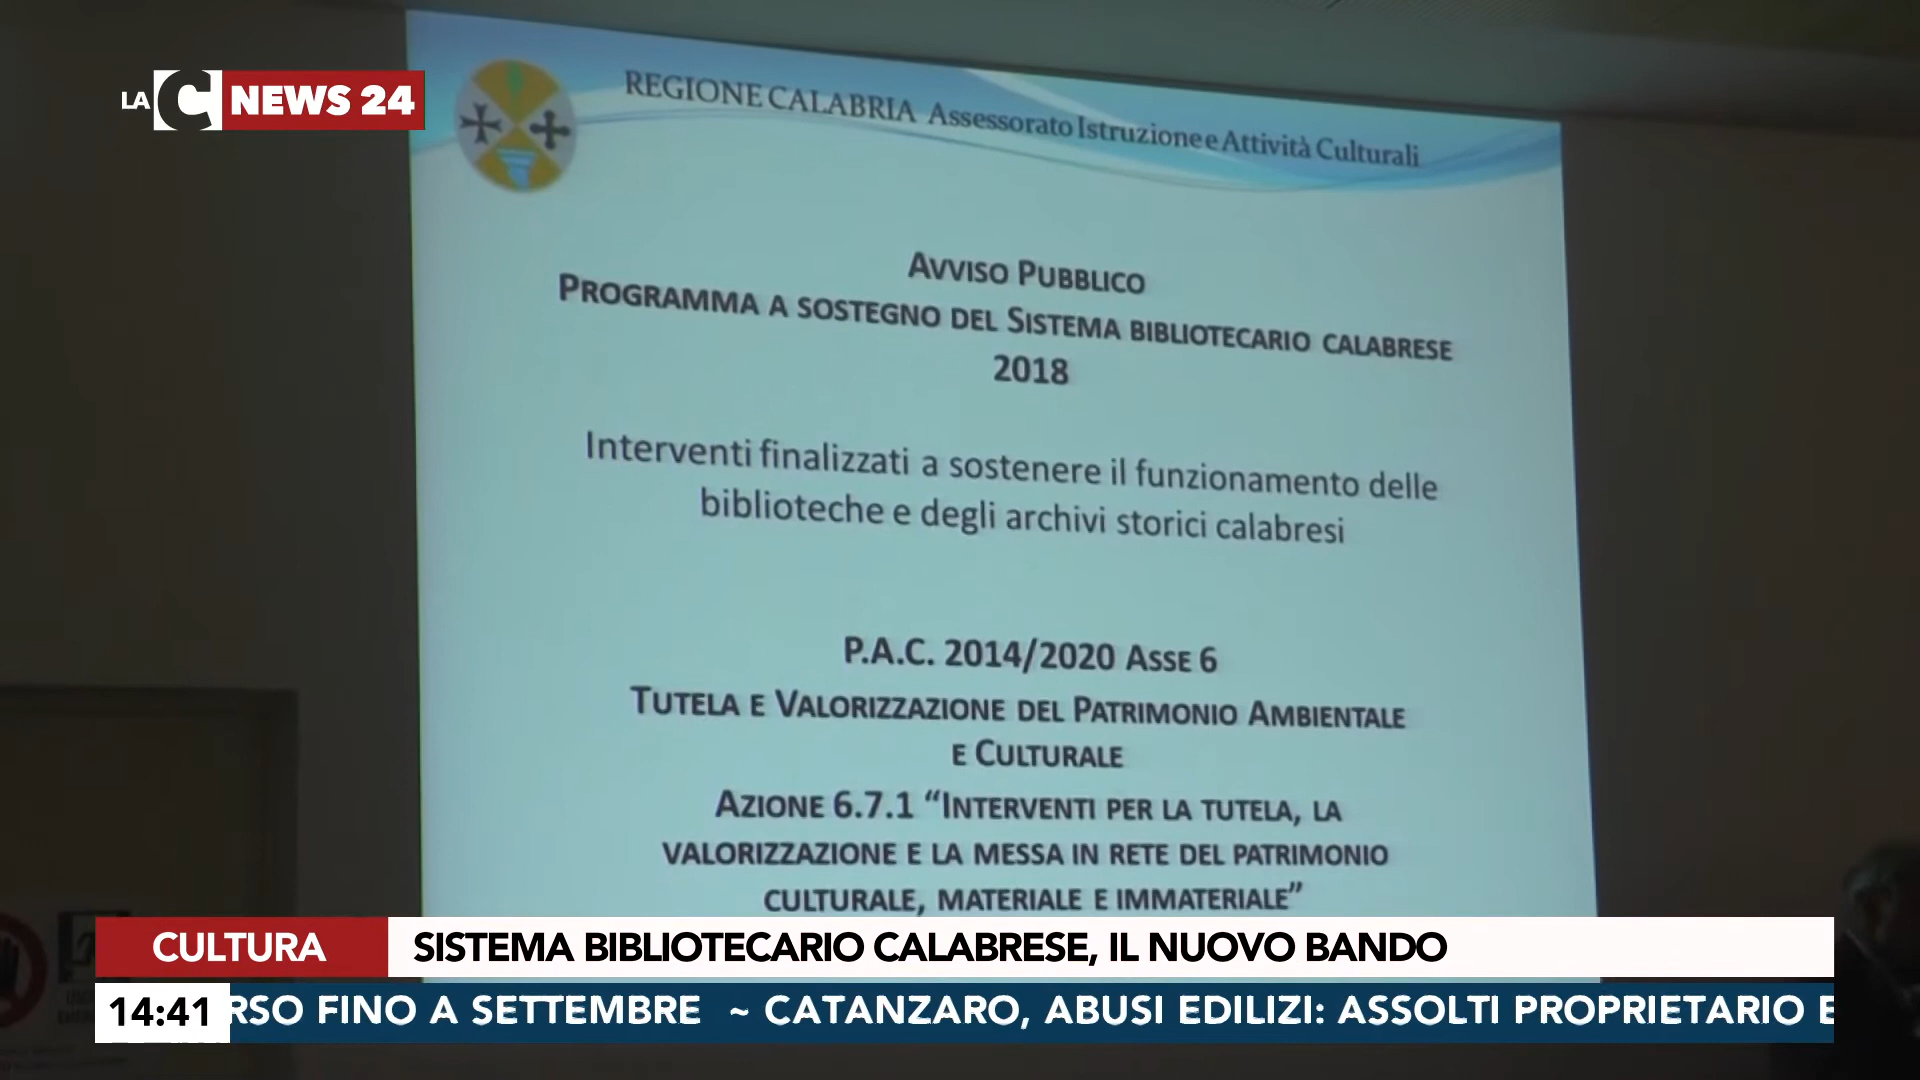 LA C NEWS 24
REGIONE CALABRIA Assessorato Istruzione e Attività Culturali
AVVISO PUBBLICO
PROGRAMMA A SOSTEGNO DEL SISTEMA BIBLIOTECARIO CALABRESE
2018
Interventi finalizzati a sostenere il funzionamento delle
biblioteche e degli archivi storici calabresi
P.A.C. 2014/2020 ASSE 6
TUTELA E VALORIZZAZIONE DEL PATRIMONIO AMBIENTALE
E CULTURALE
AZIONE 6.7.1 “INTERVENTI PER LA TUTELA, LA
VALORIZZAZIONE E LA MESSA IN RETE DEL PATRIMONIO
CULTURALE, MATERIALE E IMMATERIALE”
CULTURA SISTEMA BIBLIOTECARIO CALABRESE, IL NUOVO BANDO
14:41 RSO FINO A SETTEMBRE ~ CATANZARO, ABUSI EDILIZI: ASSOLTI PROPRIETARIO E